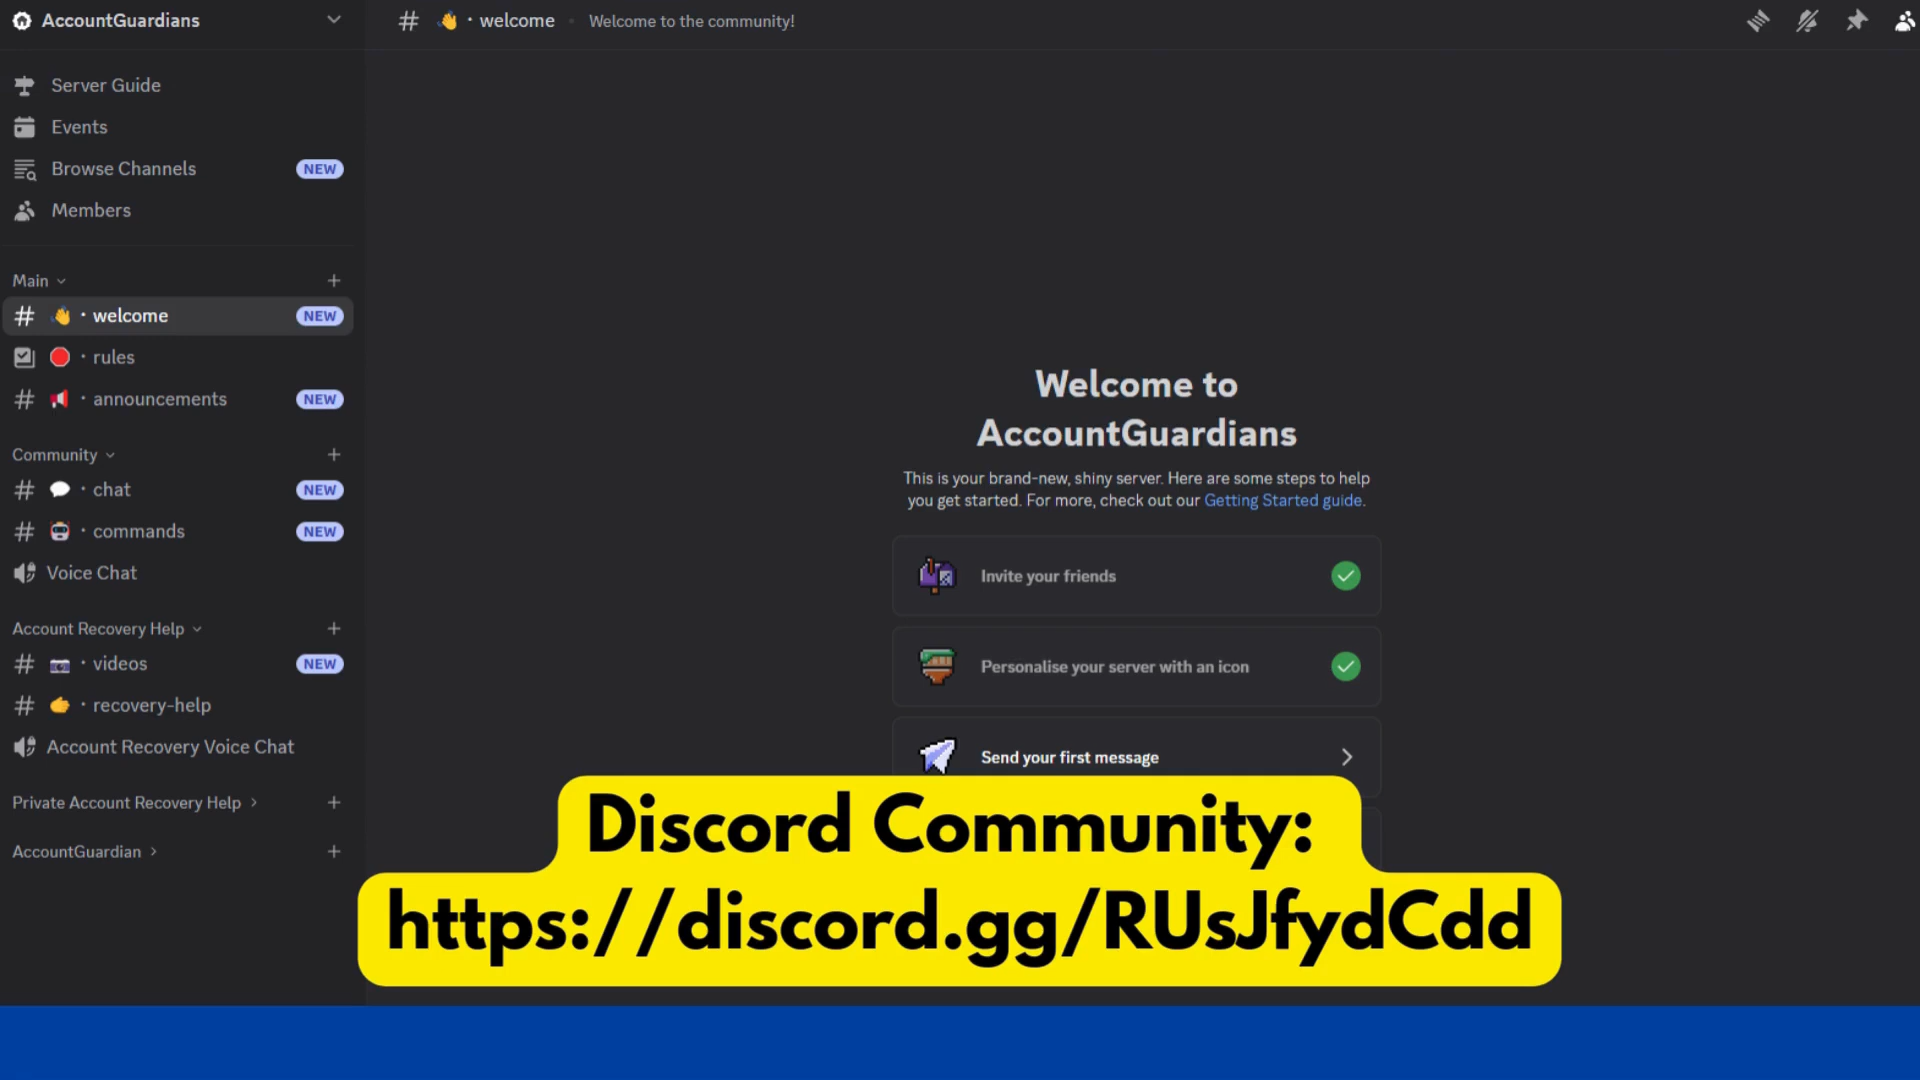 AccountGuardians
Server Guide
Events
Browse Channels NEW
Members
Main
welcome NEW
rules
announcements NEW
Community
chat NEW
commands NEW
Voice Chat
Account Recovery Help
videos NEW
recovery-help
Account Recovery Voice Chat
Private Account Recovery Help
AccountGuardian
welcome Welcome to the community!
Welcome to
AccountGuardians
This is your brand-new, shiny server. Here are some steps to help
you get started. For more, check out our Getting Started guide.
Invite your friends
Personalise your server with an icon
Send your first message
Discord Community:
https://discord.gg/RUsJfydCdd